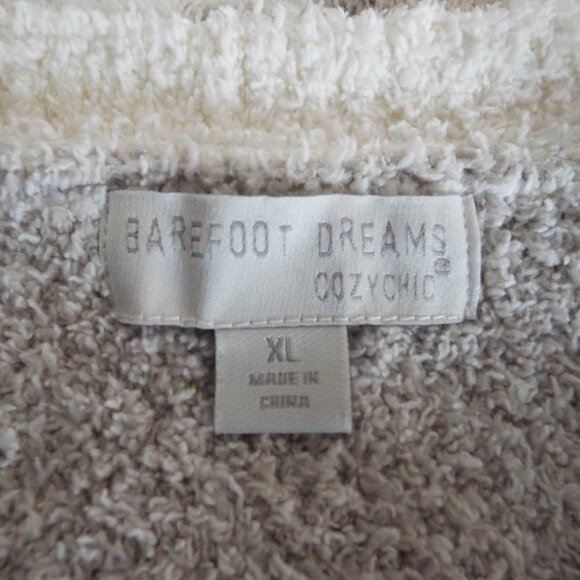 BAREFOOT DREAMS
COZYCHIC®
XL
MADE IN
CHINA